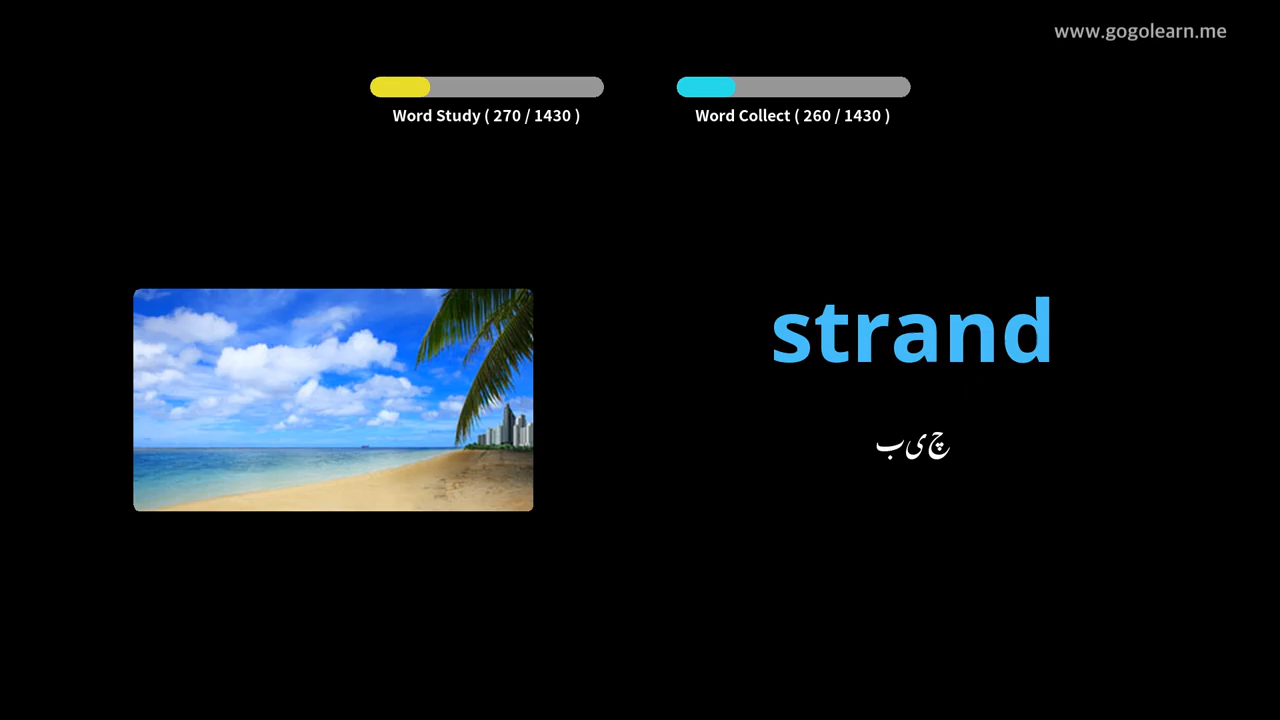 www.gogolearn.me
Word Study ( 270 / 1430 )
Word Collect ( 260 / 1430 )
strand
چ ی ب